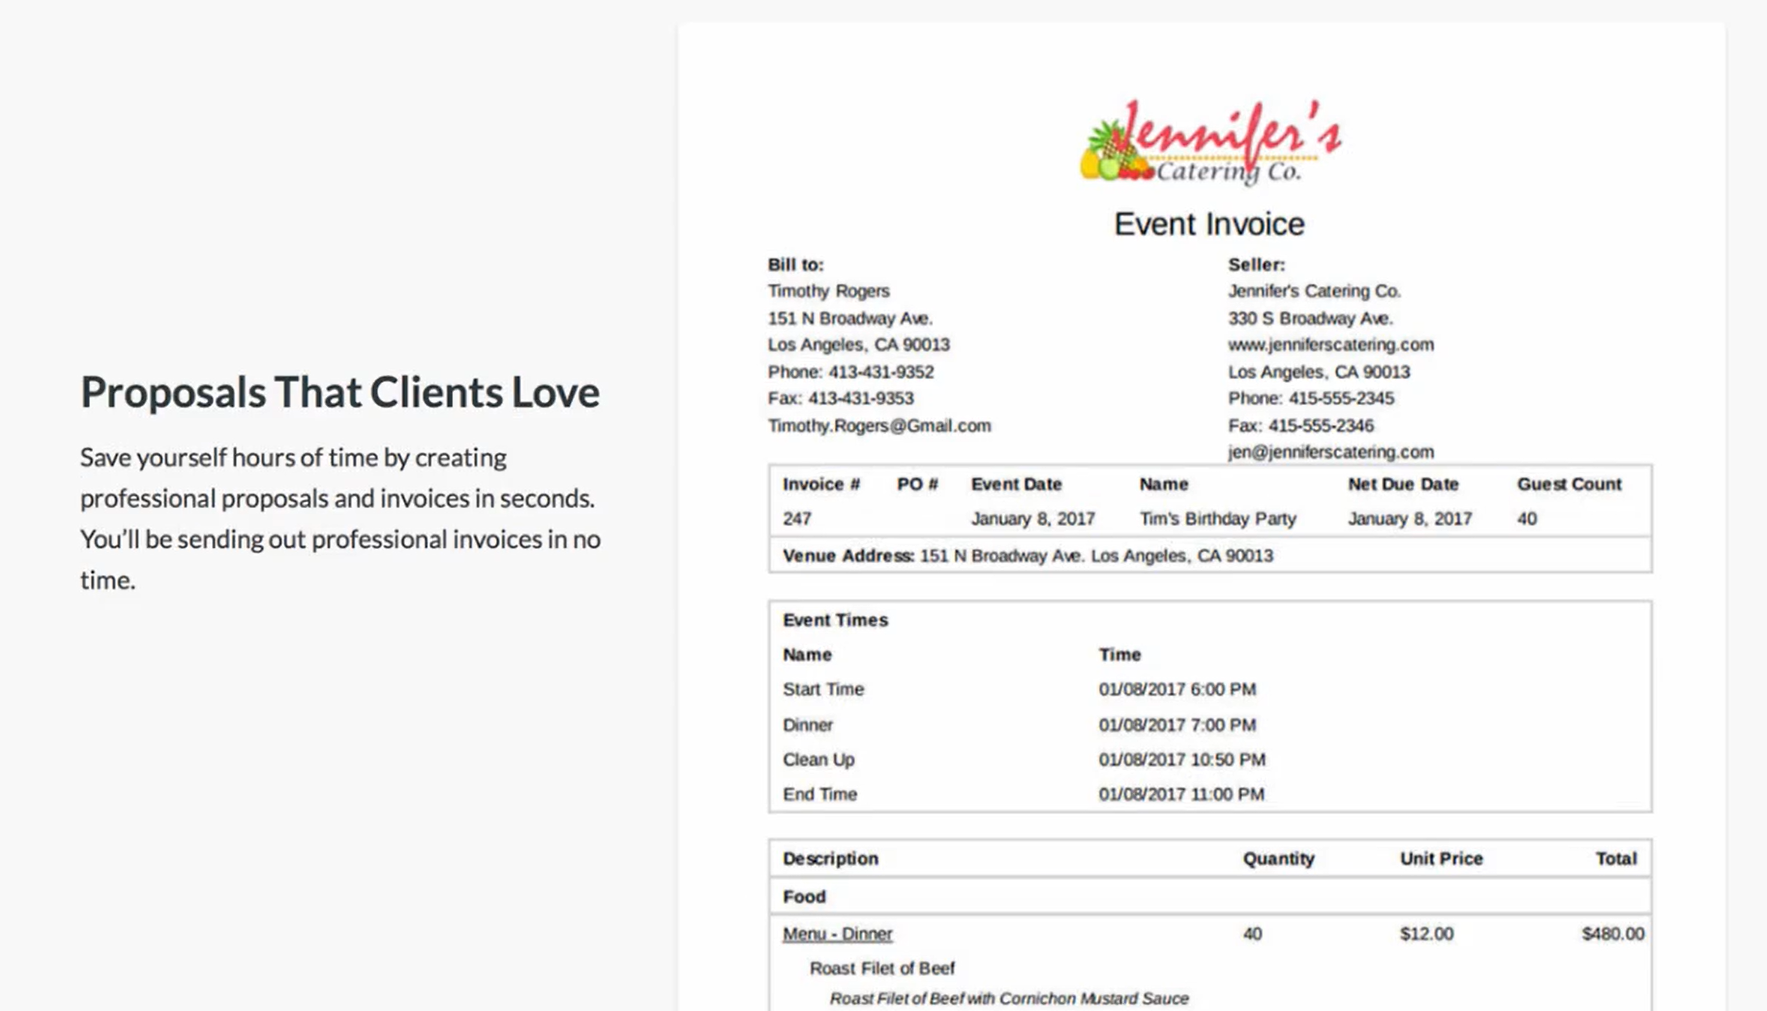 Proposals That Clients Love
Save yourself hours of time by creating
professional proposals and invoices in seconds.
You’ll be sending out professional invoices in no
time.
Jennifer's
Catering Co.
Event Invoice
Bill to:
Timothy Rogers
151 N Broadway Ave.
Los Angeles, CA 90013
Phone: 413-431-9352
Fax: 413-431-9353
Timothy.Rogers@Gmail.com
Seller:
Jennifer's Catering Co.
330 S Broadway Ave.
www.jenniferscatering.com
Los Angeles, CA 90013
Phone: 415-555-2345
Fax: 415-555-2346
jen@jenniferscatering.com
Invoice # PO # Event Date Name Net Due Date Guest Count
247 January 8, 2017 Tim's Birthday Party January 8, 2017 40
Venue Address: 151 N Broadway Ave. Los Angeles, CA 90013
Event Times
Name Time
Start Time 01/08/2017 6:00 PM
Dinner 01/08/2017 7:00 PM
Clean Up 01/08/2017 10:50 PM
End Time 01/08/2017 11:00 PM
Description Quantity Unit Price Total
Food
Menu - Dinner 40 $12.00 $480.00
Roast Filet of Beef
Roast Filet of Beef with Cornichon Mustard Sauce